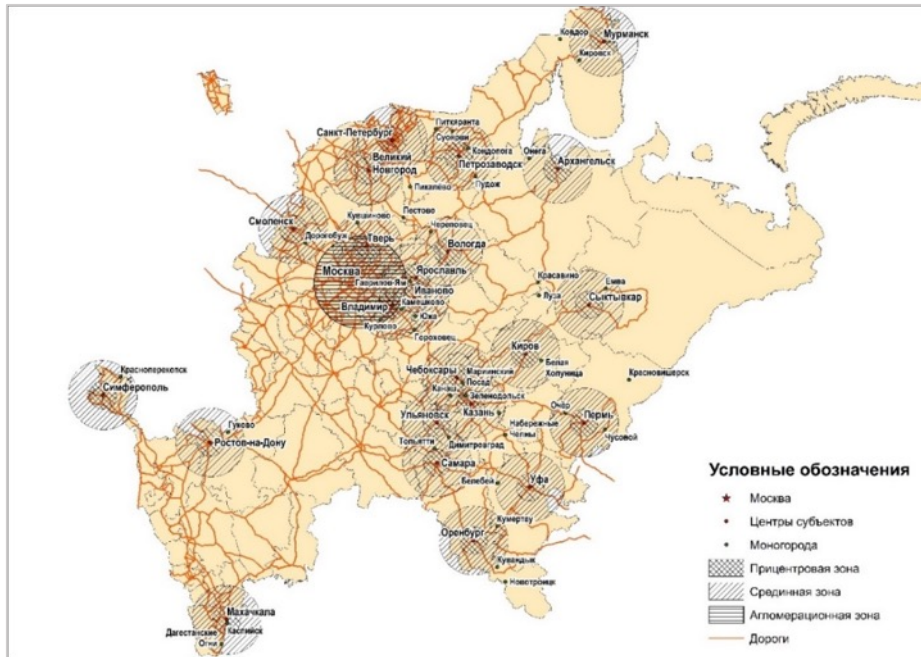 Ковдор
Мурманск
Кировск
Питкяранта
Санкт-Петербург
Суоярви
Кондопога
Великий
Новгород
Петрозаводск
Онега
Архангельск
Пудож
Пикалёво
Смоленск
Кувшиново
Пестово
Череповец
Дорогобуж
Тверь
Вологда
Москва
Ярославль
Гаврилов-Ям
Иваново
Красавино
Емва
Луза
Сыктывкар
Владимир
Камешково
Южа
Курлово
Гороховец
Киров
Красноперекопск
Симферополь
Чебоксары
Мариинский
Посад
Белая
Холуница
Красновишерск
Канаш
Зеленодольск
Гуково
Ульяновск
Казань
Очёр
Пермь
Ростов-на-Дону
Набережные
Челны
Чусовой
Тольятти
Димитровград
Самара
Белебей
Уфа
Условные обозначения
Москва
Центры субъектов
Моногорода
Прицентровая зона
Срединная зона
Агломерационная зона
Дороги
Оренбург
Кумертау
Кувандык
Новотроицк
Махачкала
Дагестанские
Огни
Каспийск